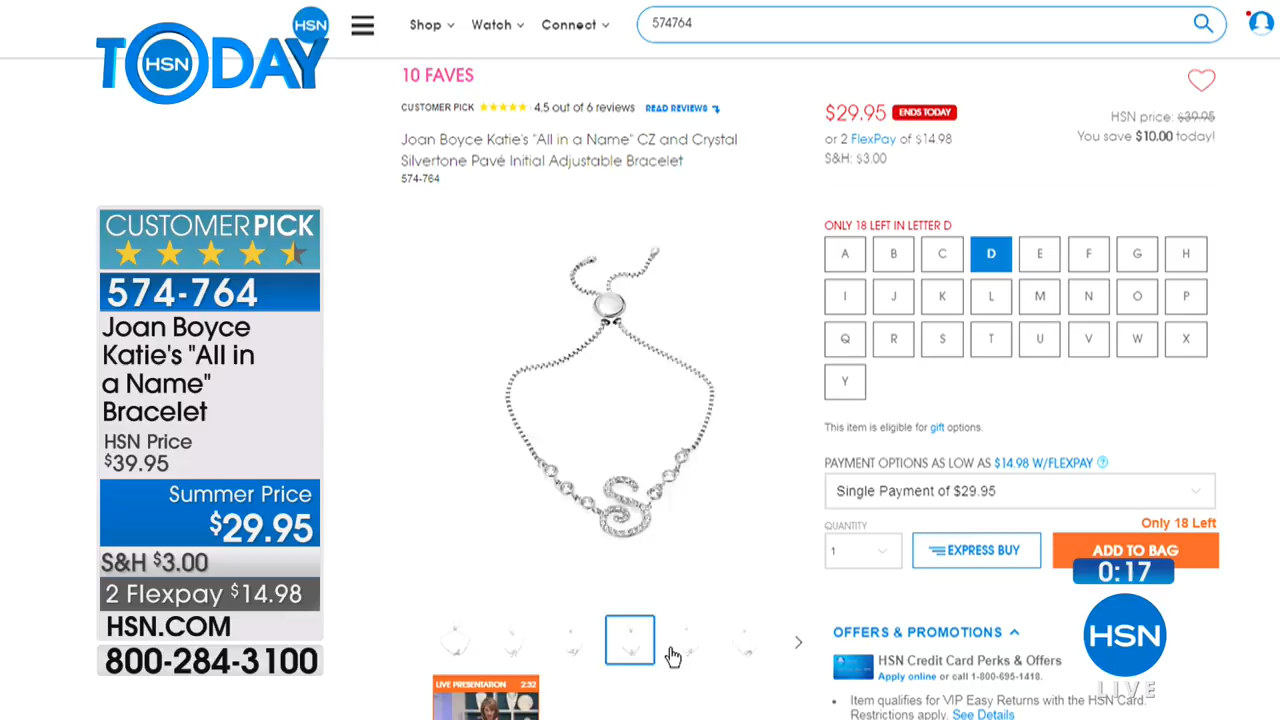 HSN
TODAY
HSN
Shop
Watch
Connect
574764
10 FAVES
CUSTOMER PICK
4.5 out of 6 reviews
READ REVIEWS
Joan Boyce Katie's "All in a Name" CZ and Crystal
Silvertone Pavé Initial Adjustable Bracelet
574-764
$29.95
ENDS TODAY
or 2 FlexPay of $14.98
S&H: $3.00
HSN price: $39.95
You save $10.00 today!
CUSTOMER PICK
574-764
Joan Boyce
Katie's "All in
a Name"
Bracelet
HSN Price
$39.95
Summer Price
$29.95
S&H $3.00
2 Flexpay $14.98
HSN.COM
800-284-3100
S
ONLY 18 LEFT IN LETTER D
A B C D E F G H
I J K L M N O P
Q R S T U V W X
Y
This item is eligible for gift options.
PAYMENT OPTIONS AS LOW AS $14.98 W/FLEXPAY ?
Single Payment of $29.95
QUANTITY
Only 18 Left
1
EXPRESS BUY
ADD TO BAG
0:17
HSN
LIVE
OFFERS & PROMOTIONS
HSN Credit Card Perks & Offers
Apply online or call 1-800-695-1418.
Item qualifies for VIP Easy Returns with the HSN Card.
Restrictions apply. See Details
LIVE PRESENTATION 2:32